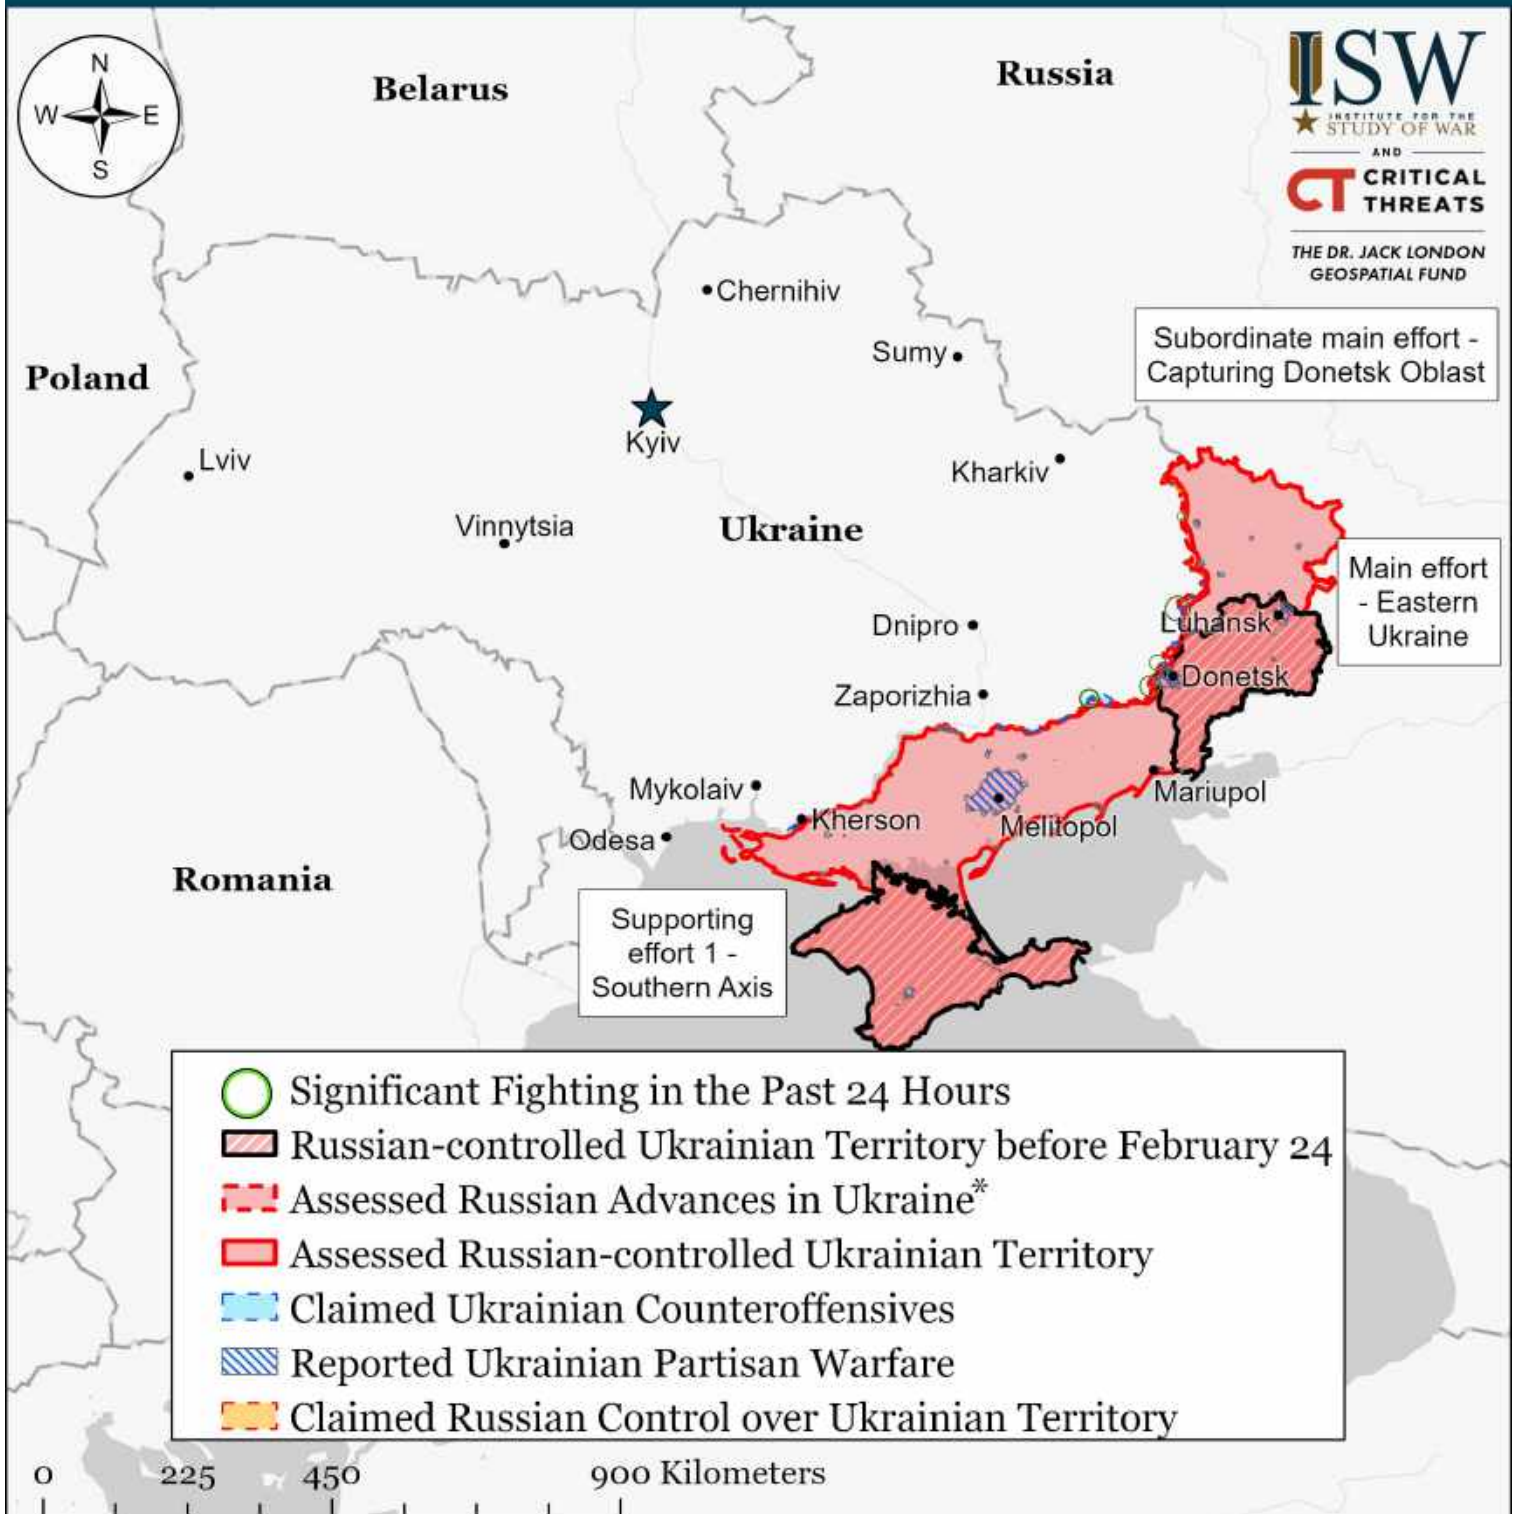 N
W
E
S
Belarus
Russia
ISW
INSTITUTE FOR THE
STUDY OF WAR
AND
CT CRITICAL
THREATS
THE DR. JACK LONDON
GEOSPATIAL FUND
Chernihiv
Subordinate main effort -
Capturing Donetsk Oblast
Sumy
Poland
Kyiv
Lviv
Kharkiv
Vinnytsia
Ukraine
Main effort
- Eastern
Ukraine
Dnipro
Luhansk
Donetsk
Zaporizhia
Mykolaiv
Mariupol
Kherson
Melitopol
Odesa
Romania
Supporting
effort 1 -
Southern Axis
Significant Fighting in the Past 24 Hours
Russian-controlled Ukrainian Territory before February 24
Assessed Russian Advances in Ukraine*
Assessed Russian-controlled Ukrainian Territory
Claimed Ukrainian Counteroffensives
Reported Ukrainian Partisan Warfare
Claimed Russian Control over Ukrainian Territory
0 225 450 900 Kilometers